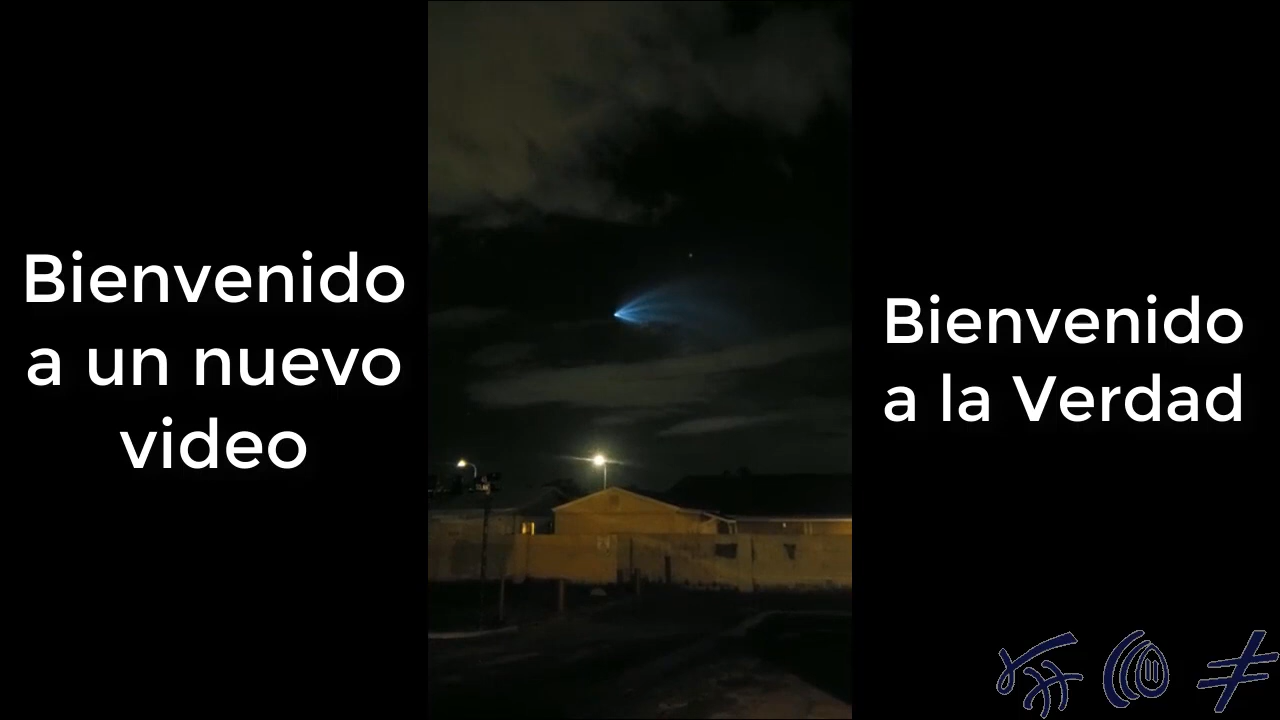 Bienvenido
a un nuevo
video
Bienvenido
a la Verdad